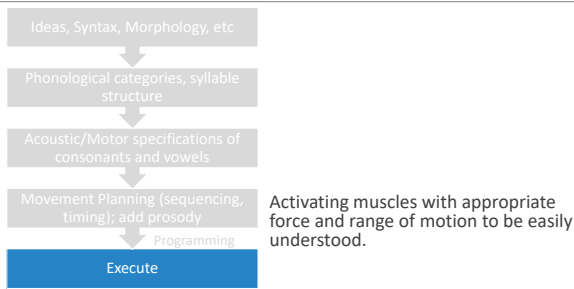 Ideas, Syntax, Morphology, etc
Phonological categories, syllable
structure
Acoustic/Motor specifications of
consonants and vowels
Movement Planning (sequencing,
timing); add prosody
Programming
Execute
Activating muscles with appropriate
force and range of motion to be easily
understood.